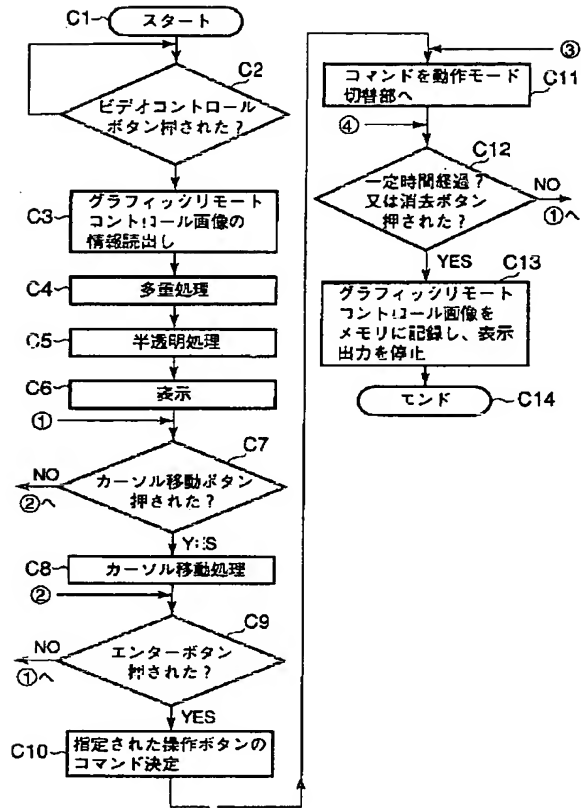 C1
スタート
C2
ビデオコントロール
ボタン押された？
C3
グラフィックリモート
コントロール画像の
情報読出し
C4
多重処理
C5
半透明処理
C6
表示
①
C7
カーソル移動ボタン
押された？
NO
②へ
YES
C8
カーソル移動処理
②
C9
エンターボタン
押された？
NO
①へ
YES
C10
指定された操作ボタンの
コマンド決定
③
コマンドを動作モード
切替部へ
C11
④
C12
一定時間経過？
又は消去ボタン
押された？
NO
①へ
YES
C13
グラフィックリモート
コントロール画像を
メモリに記録し、表示
出力を停止
エンド
C14